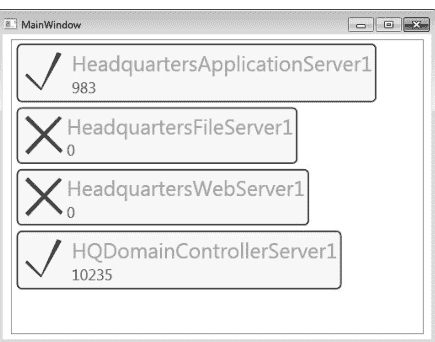 MainWindow
HeadquartersApplicationServer1
983
HeadquartersFileServer1
0
HeadquartersWebServer1
0
HQDomainControllerServer1
10235